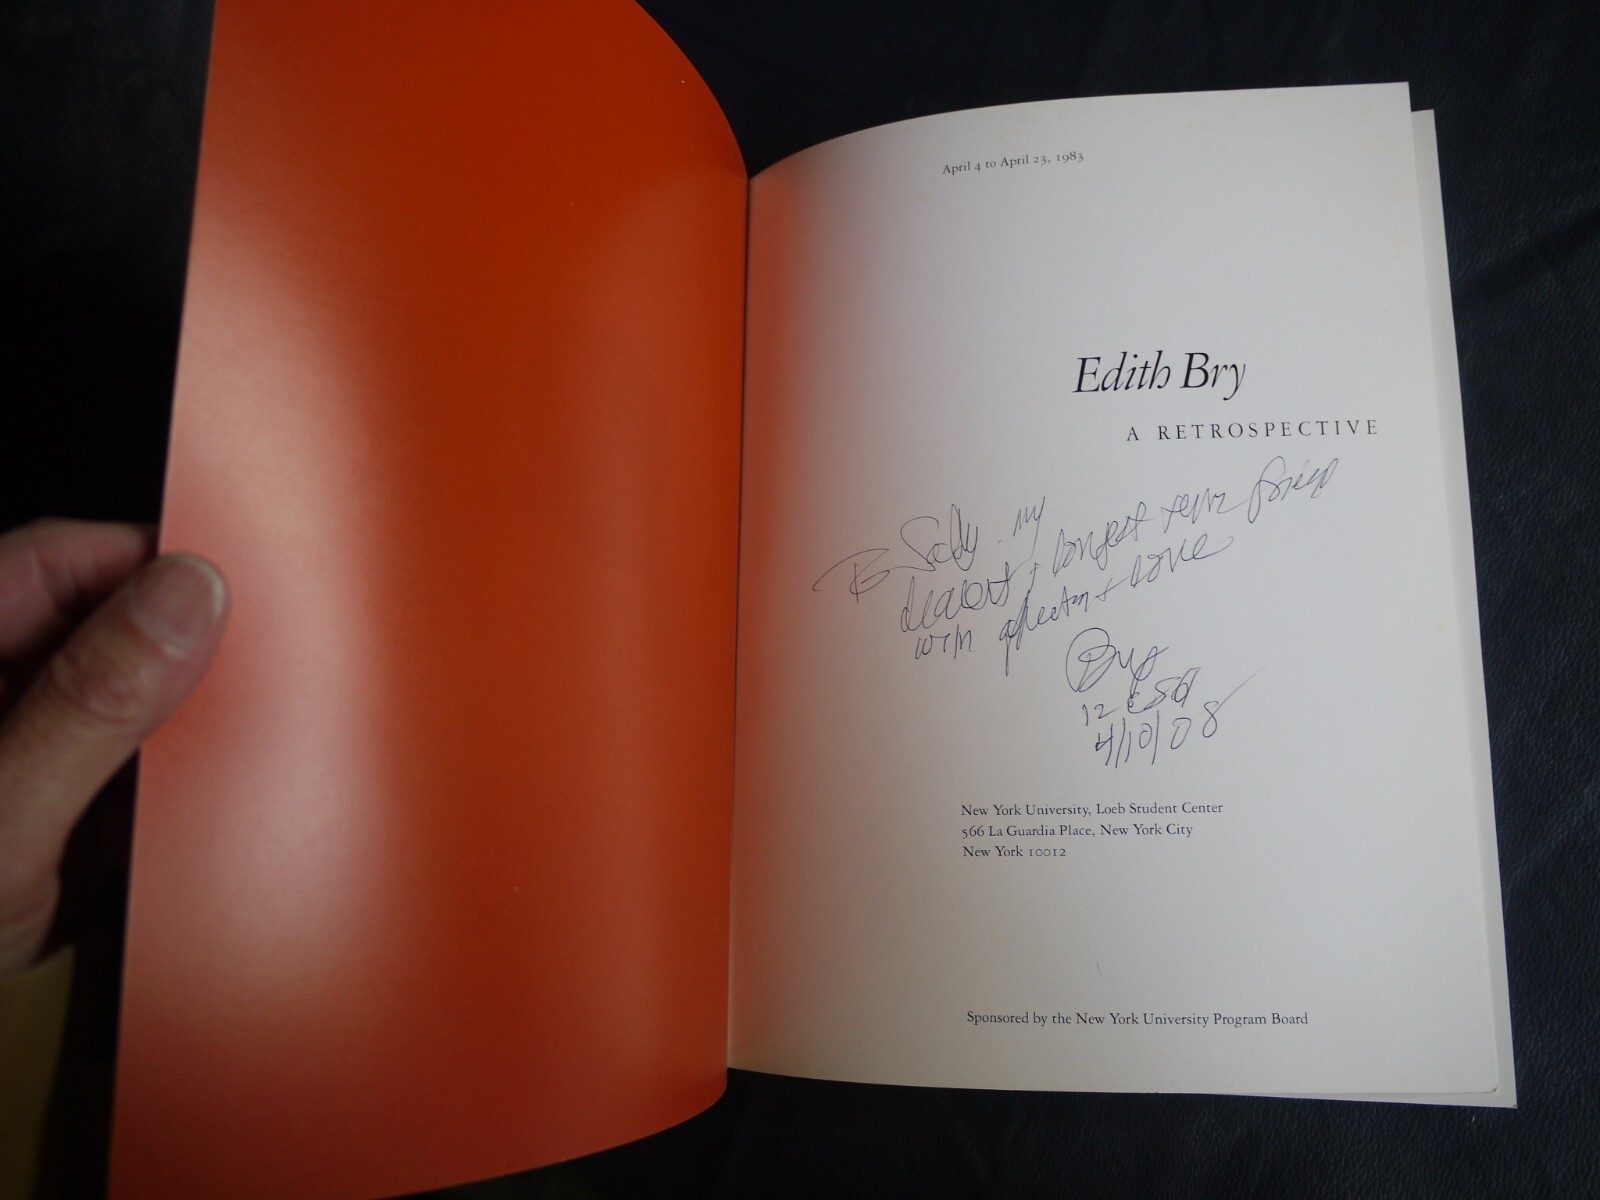 April 4 to April 23, 1983
Edith Bry
A RETROSPECTIVE
To Sally my
dearest + longest term friend
with affection + love
12 E 58
4/10/08
New York University, Loeb Student Center
566 La Guardia Place, New York City
New York 10012
Sponsored by the New York University Program Board